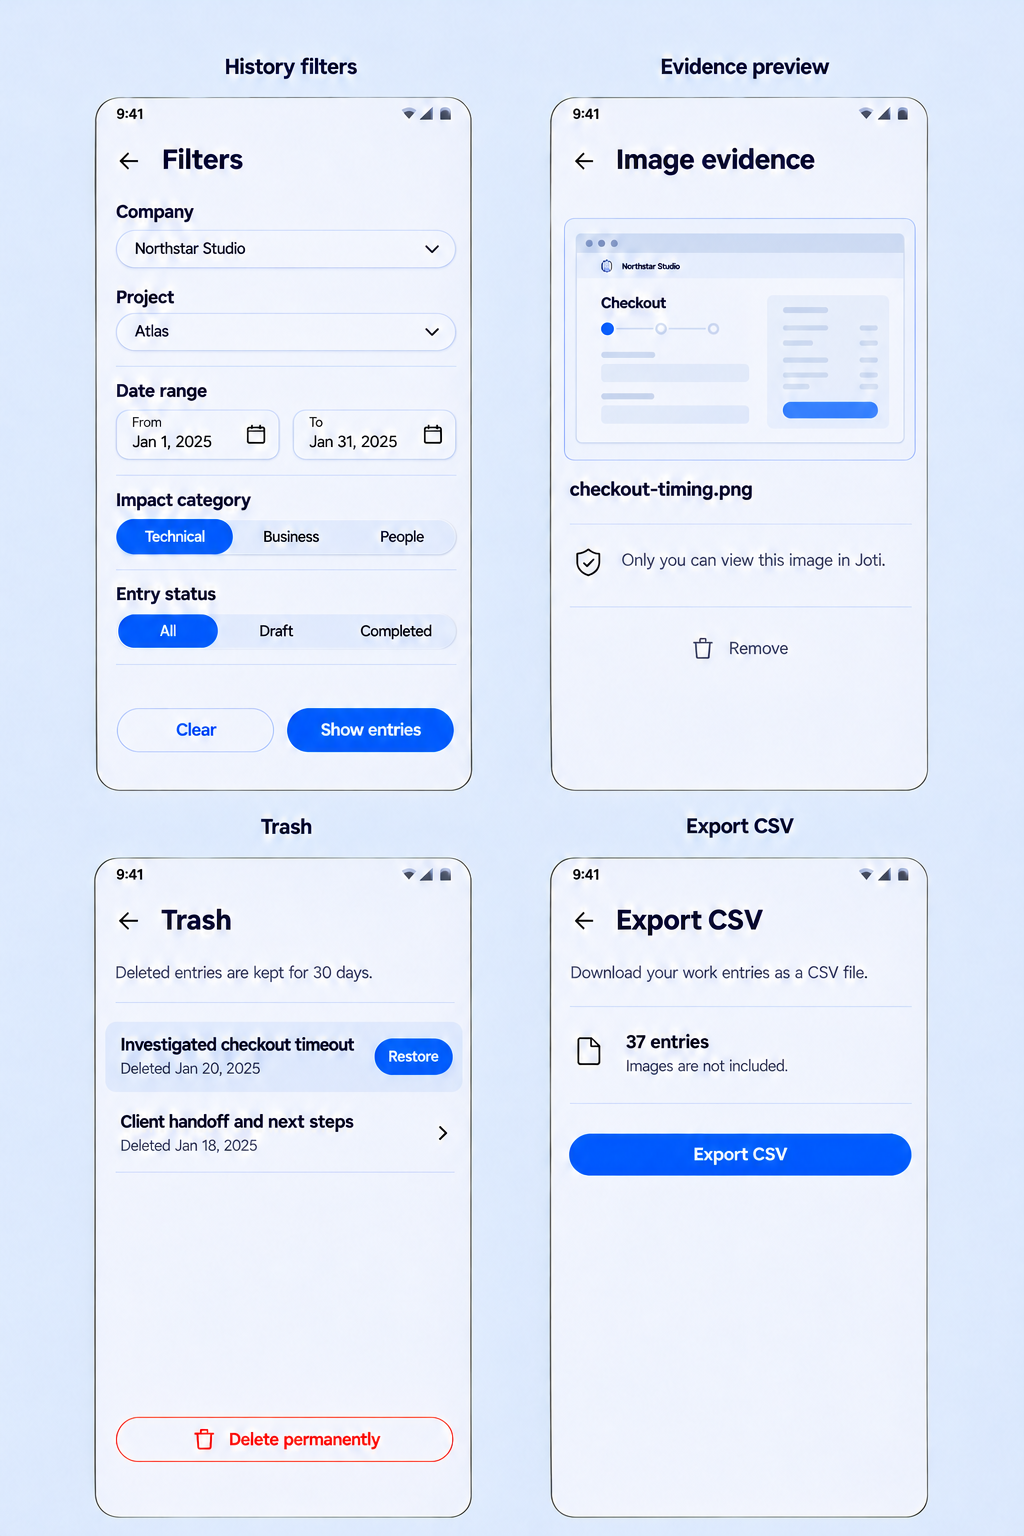 History filters
9:41
Filters
Company
Northstar Studio
Project
Atlas
Date range
From
Jan 1, 2025
To
Jan 31, 2025
Impact category
Technical
Business
People
Entry status
All
Draft
Completed
Clear
Show entries
Evidence preview
9:41
Image evidence
Northstar Studio
Checkout
checkout-timing.png
Only you can view this image in Joti.
Remove
Trash
9:41
Trash
Deleted entries are kept for 30 days.
Investigated checkout timeout
Deleted Jan 20, 2025
Restore
Client handoff and next steps
Deleted Jan 18, 2025
Delete permanently
Export CSV
9:41
Export CSV
Download your work entries as a CSV file.
37 entries
Images are not included.
Export CSV